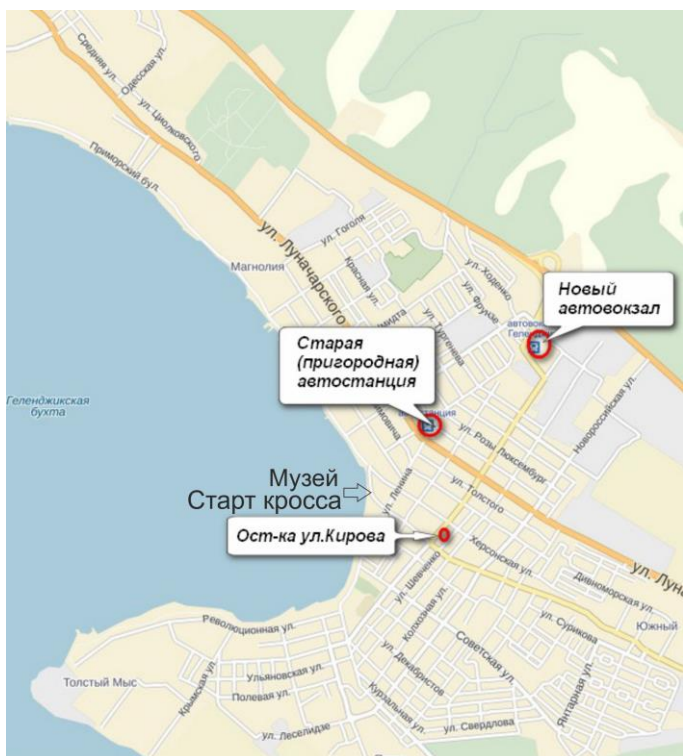 Средняя ул.
Одесская ул.
ул. Циолковского
Приморский бул.
ул. Луначарского
ул. Гоголя
Магнолия
Красная ул.
ул. Ходенко
ул. Фрунзе
ул. Тургенева
Новый
автовокзал
Старая
(пригородная)
автостанция
Геленджикская
бухта
Новороссийская ул.
ул. Розы Люксембург
Музей
Старт кросса
ул. Ленина
ул. Толстого
Ост-ка ул.Кирова
Херсонская ул.
ул. Шевченко
Дивноморская ул.
Колхозная ул.
ул. Сурикова
Южный
Революционная ул.
Советская ул.
ул. Декабристов
Янтарная ул.
Толстый Мыс
Крымская ул.
Ульяновская ул.
Полевая ул.
Курзальная ул.
ул. Свердлова
ул. Леселидзе